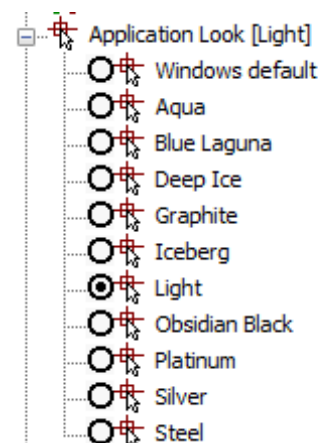 Application Look [Light]
Windows default
Aqua
Blue Laguna
Deep Ice
Graphite
Iceberg
Light
Obsidian Black
Platinum
Silver
Steel